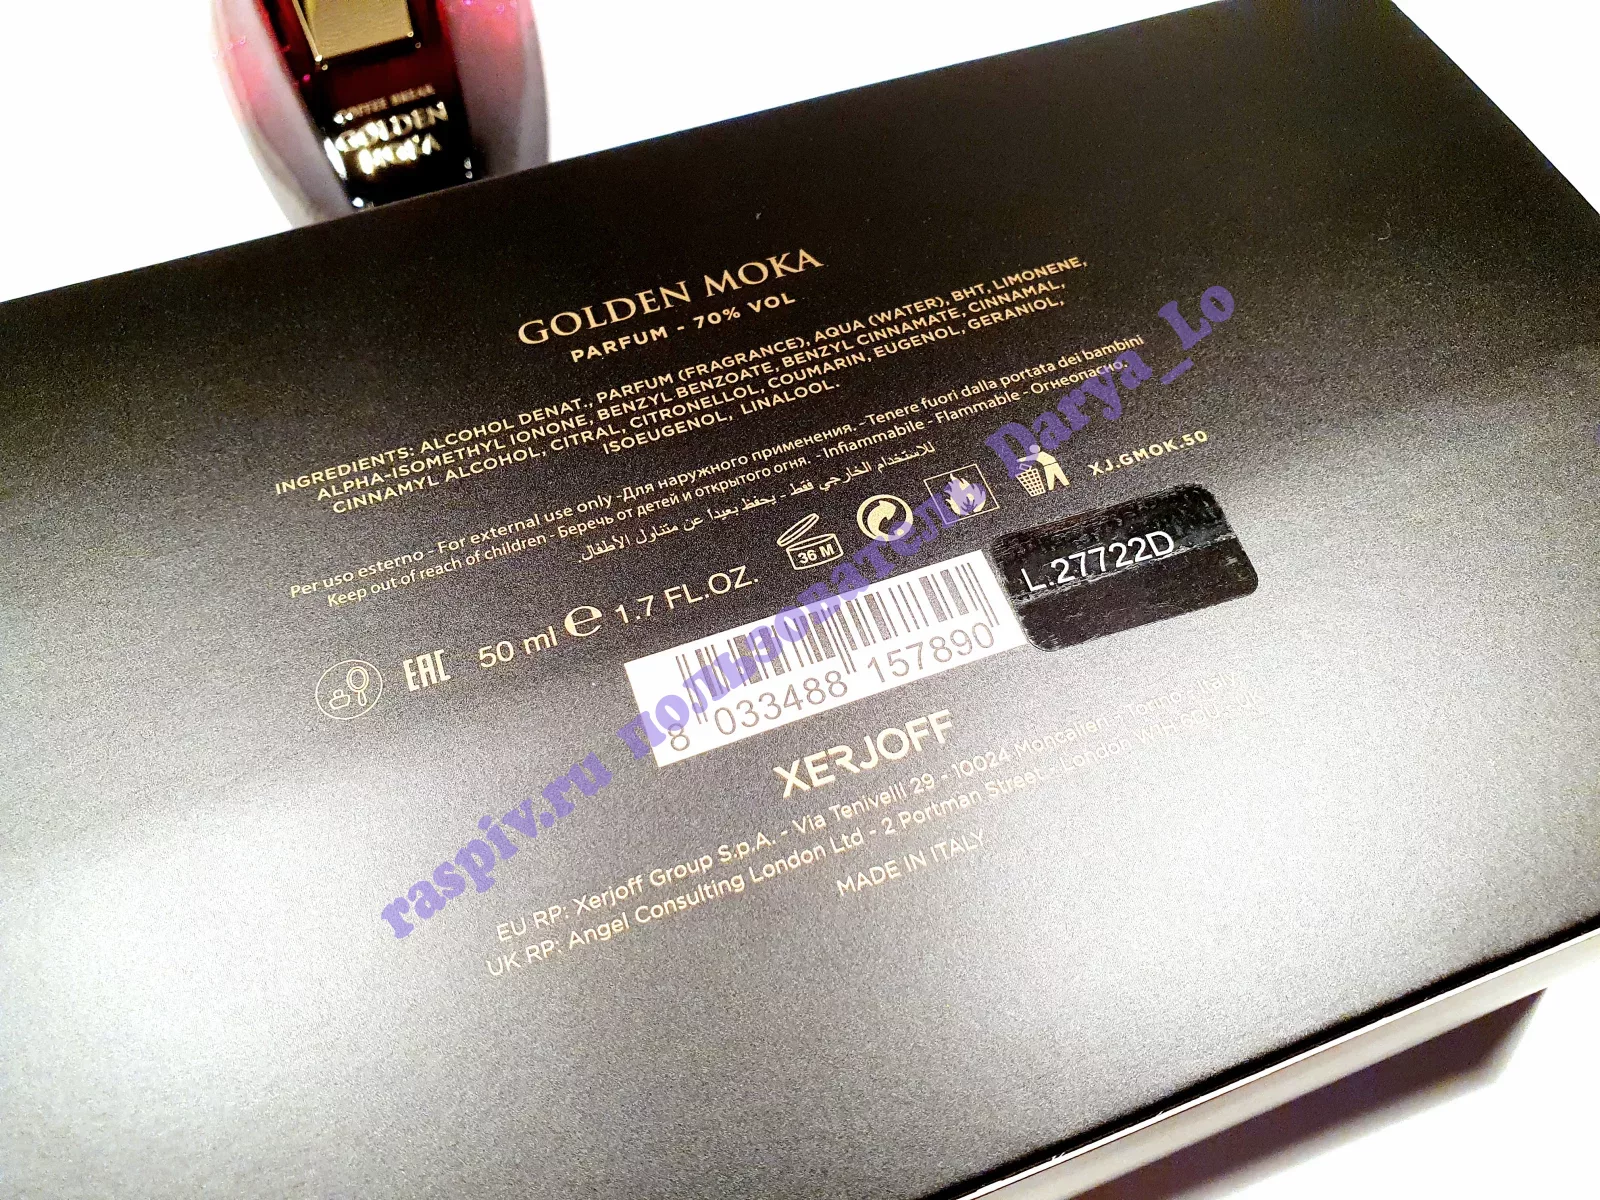 COFFEE BREAK
GOLDEN
MOKA
GOLDEN MOKA
PARFUM - 70% VOL
INGREDIENTS: ALCOHOL DENAT., PARFUM (FRAGRANCE), AQUA (WATER), BHT, LIMONENE,
ALPHA-ISOMETHYL IONONE, BENZYL BENZOATE, BENZYL CINNAMATE, CINNAMAL,
CINNAMYL ALCOHOL, CITRAL, CITRONELLOL, COUMARIN, EUGENOL, GERANIOL,
ISOEUGENOL, LINALOOL.
Per uso esterno - For external use only -Для наружного применения. -Tenere fuori dalla portata dei bambini
Keep out of reach of children - Беречь от детей и открытого огня. - Infiammabile - Flammable - Огнеопасно.
للاستخدام الخارجي فقط - يحفظ بعيدا عن متناول الأطفال.
36 M
XJ.GMOK.50
EAC 50 ml e 1.7 FL.OZ.
L.27722D
8 033488 157890
XERJOFF
EU RP: Xerjoff Group S.p.A. - Via Tenivelli 29 - 10024 Moncalieri - Torino - Italy
UK RP: Angel Consulting London Ltd - 2 Portman Street - London W1H
MADE IN ITALY
raspiv.ru пользователь Darya_Lo